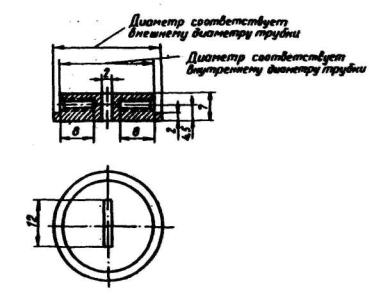 Диаметр соответствует
внешнему диаметру трубки
Диаметр соответствует
внутреннему диаметру трубки
2
7
2
4,5
8
8
12